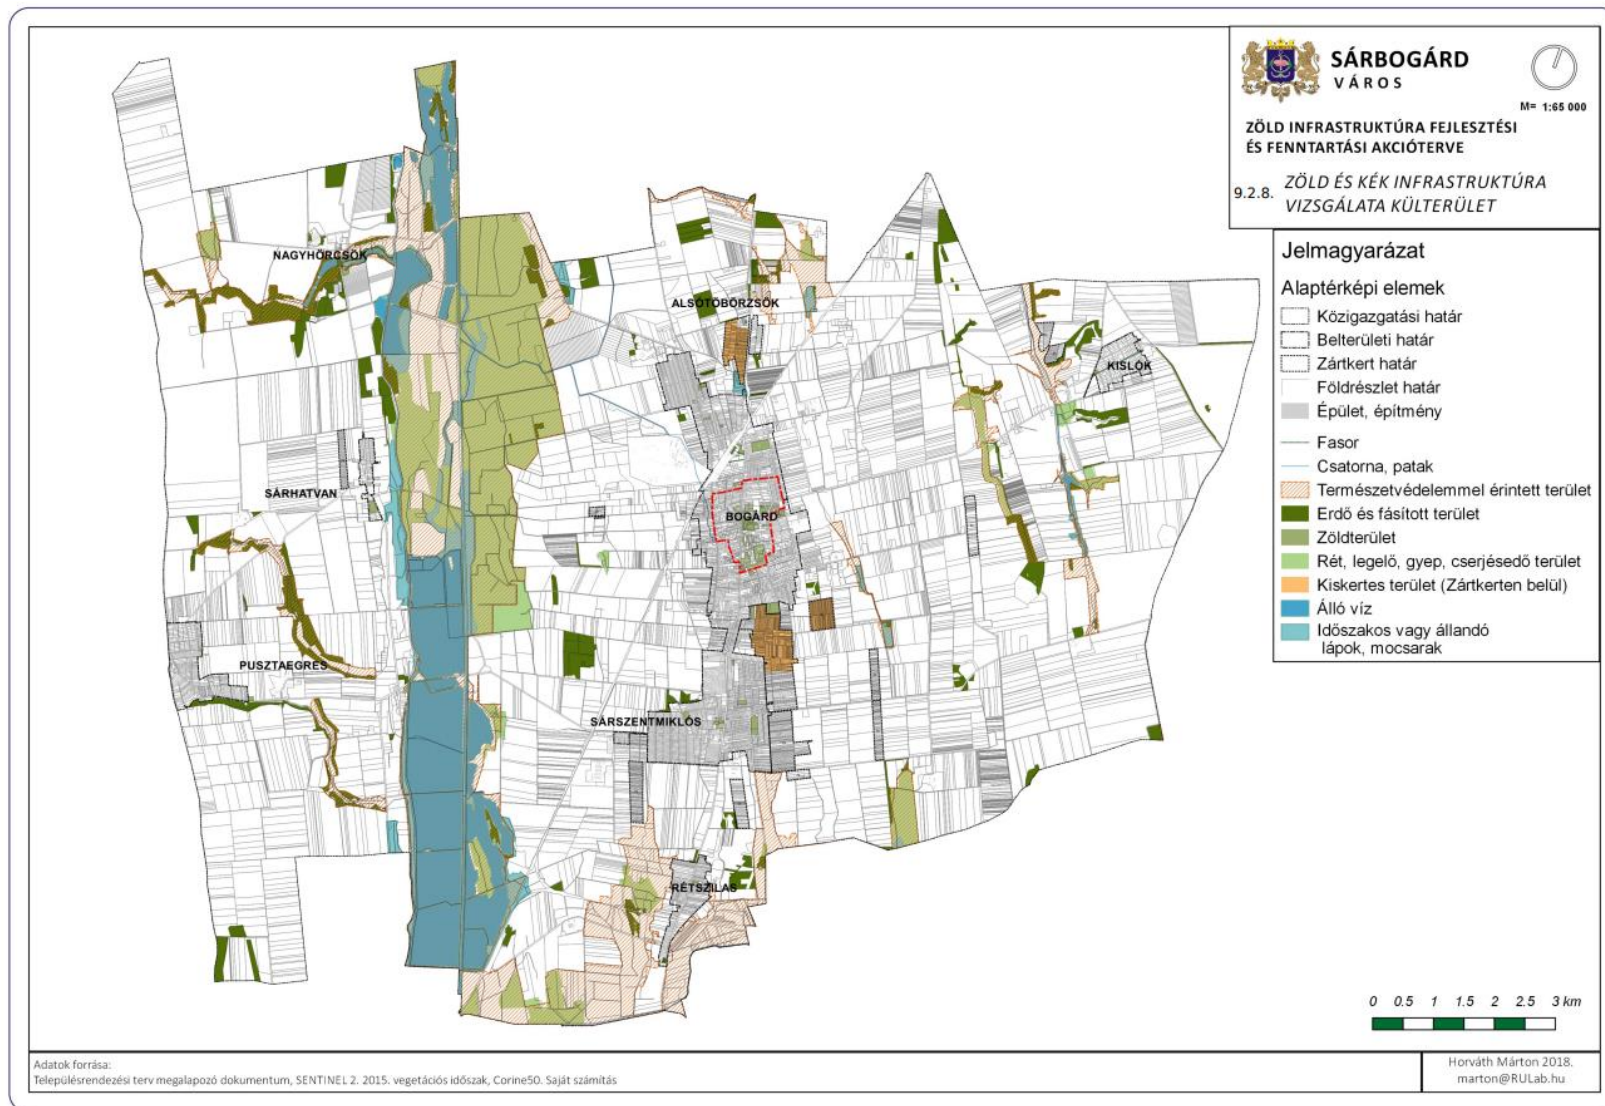 SÁRBOGÁRD
VÁROS
M= 1:65 000
ZÖLD INFRASTRUKTÚRA FEJLESZTÉSI
ÉS FENNTARTÁSI AKCIÓTERVE
9.2.8. ZÖLD ÉS KÉK INFRASTRUKTÚRA
VIZSGÁLATA KÜLTERÜLET
Jelmagyarázat
Alaptérképi elemek
Közigazgatási határ
Belterületi határ
Zártkert határ
Földrészlet határ
Épület, építmény
Fasor
Csatorna, patak
Természetvédelemmel érintett terület
Erdő és fásított terület
Zöldterület
Rét, legelő, gyep, cserjésedő terület
Kiskertes terület (Zártkerten belül)
Álló víz
Időszakos vagy állandó
lápok, mocsarak
NAGYHÖRCSÖK
ALSÓTÖBÖRZSÖK
KISLÓK
SÁRHATVAN
BOGÁRD
PUSZTAEGRES
SÁRSZENTMIKLÓS
RÉTSZILAS
0 0.5 1 1.5 2 2.5 3 km
Adatok forrása:
Településrendezési terv megalapozó dokumentum, SENTINEL 2. 2015. vegetációs időszak, Corine50. Saját számítás
Horváth Márton 2018.
marton@RULab.hu